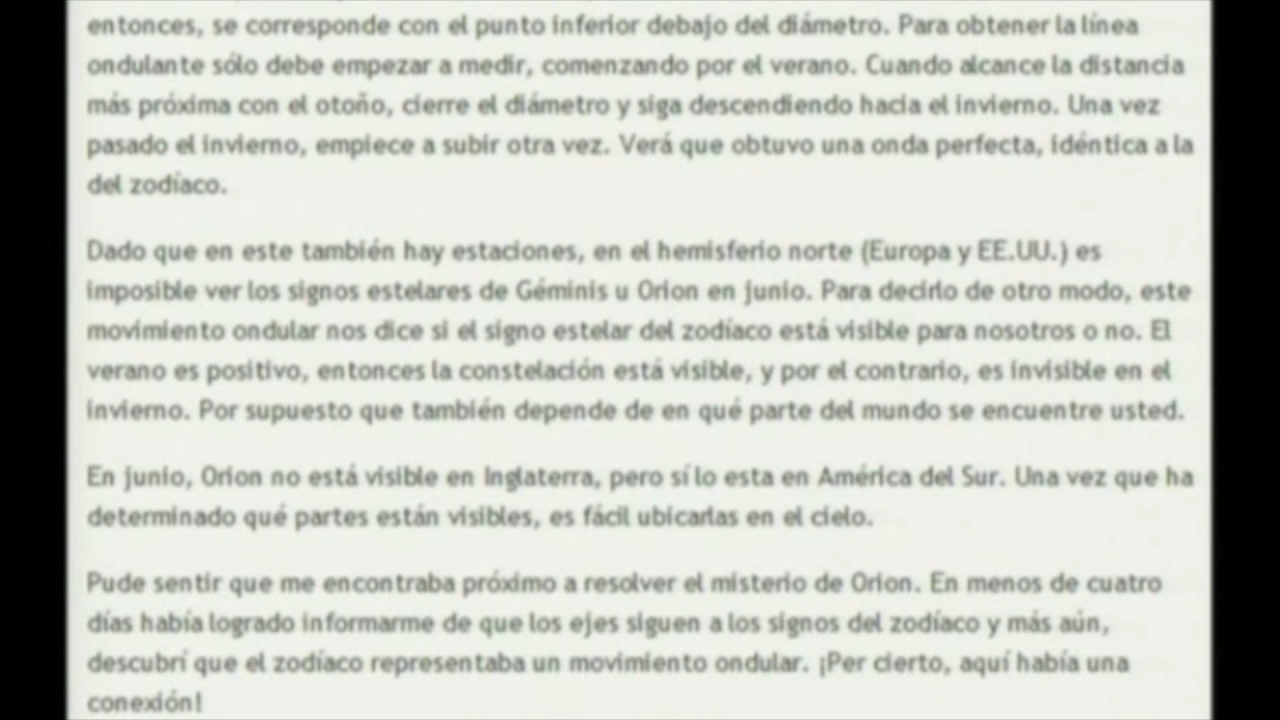 entonces, se corresponde con el punto inferior debajo del diámetro. Para obtener la línea
ondulante sólo debe empezar a medir, comenzando por el verano. Cuando alcance la distancia
más próxima con el otoño, cierre el diámetro y siga descendiendo hacia el invierno. Una vez
pasado el invierno, empiece a subir otra vez. Verá que obtuvo una onda perfecta, idéntica a la
del zodíaco.
Dado que en este también hay estaciones, en el hemisferio norte (Europa y EE.UU.) es
imposible ver los signos estelares de Géminis u Orion en junio. Para decirlo de otro modo, este
movimiento ondular nos dice si el signo estelar del zodíaco está visible para nosotros o no. El
verano es positivo, entonces la constelación está visible, y por el contrario, es invisible en el
invierno. Por supuesto que también depende de en qué parte del mundo se encuentre usted.
En junio, Orion no está visible en Inglaterra, pero sí lo esta en América del Sur. Una vez que ha
determinado qué partes están visibles, es fácil ubicarlas en el cielo.
Pude sentir que me encontraba próximo a resolver el misterio de Orion. En menos de cuatro
días había logrado informarme de que los ejes siguen a los signos del zodíaco y más aún,
descubrí que el zodíaco representaba un movimiento ondular. ¡Per cierto, aquí había una
conexión!